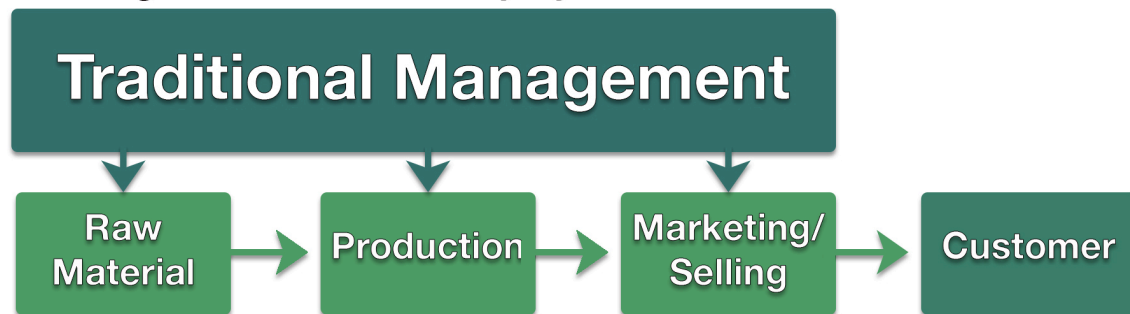 Traditional Management
Raw
Material
Production
Marketing/
Selling
Customer